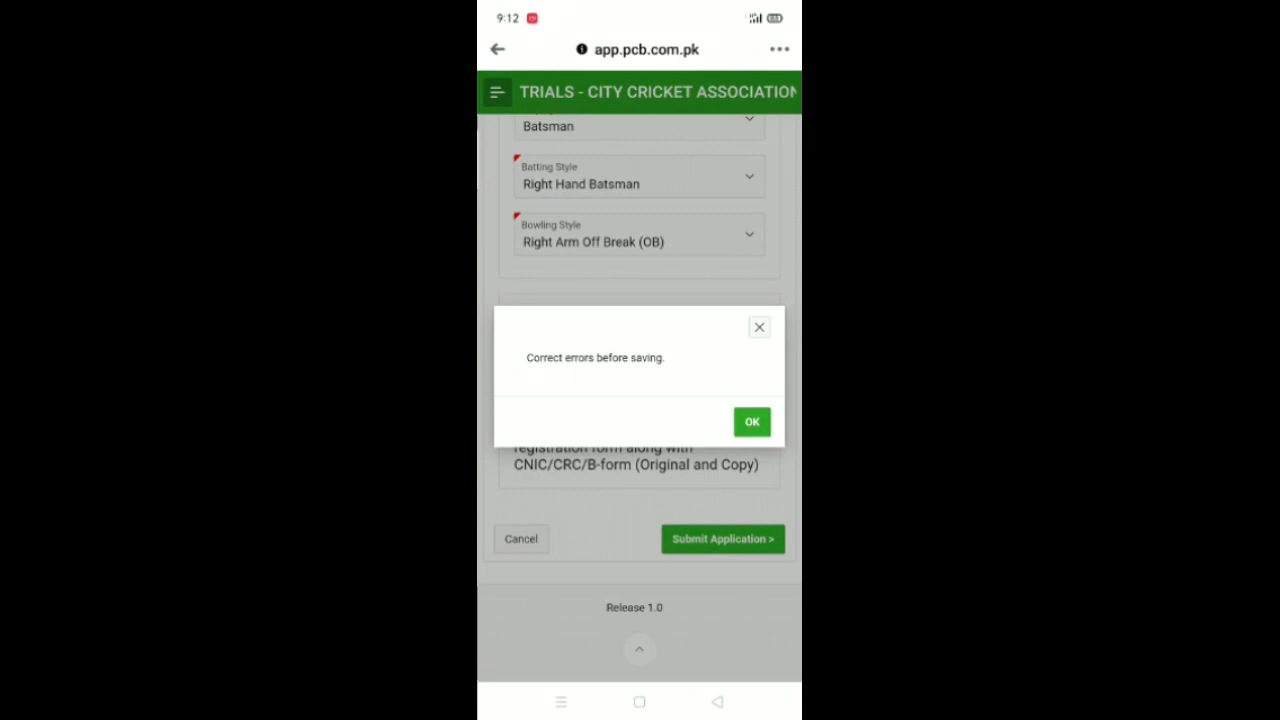 9:12
app.pcb.com.pk
TRIALS - CITY CRICKET ASSOCIATION
Batsman
Batting Style
Right Hand Batsman
Bowling Style
Right Arm Off Break (OB)
Correct errors before saving.
OK
registration form along with
CNIC/CRC/B-form (Original and Copy)
Cancel
Submit Application >
Release 1.0